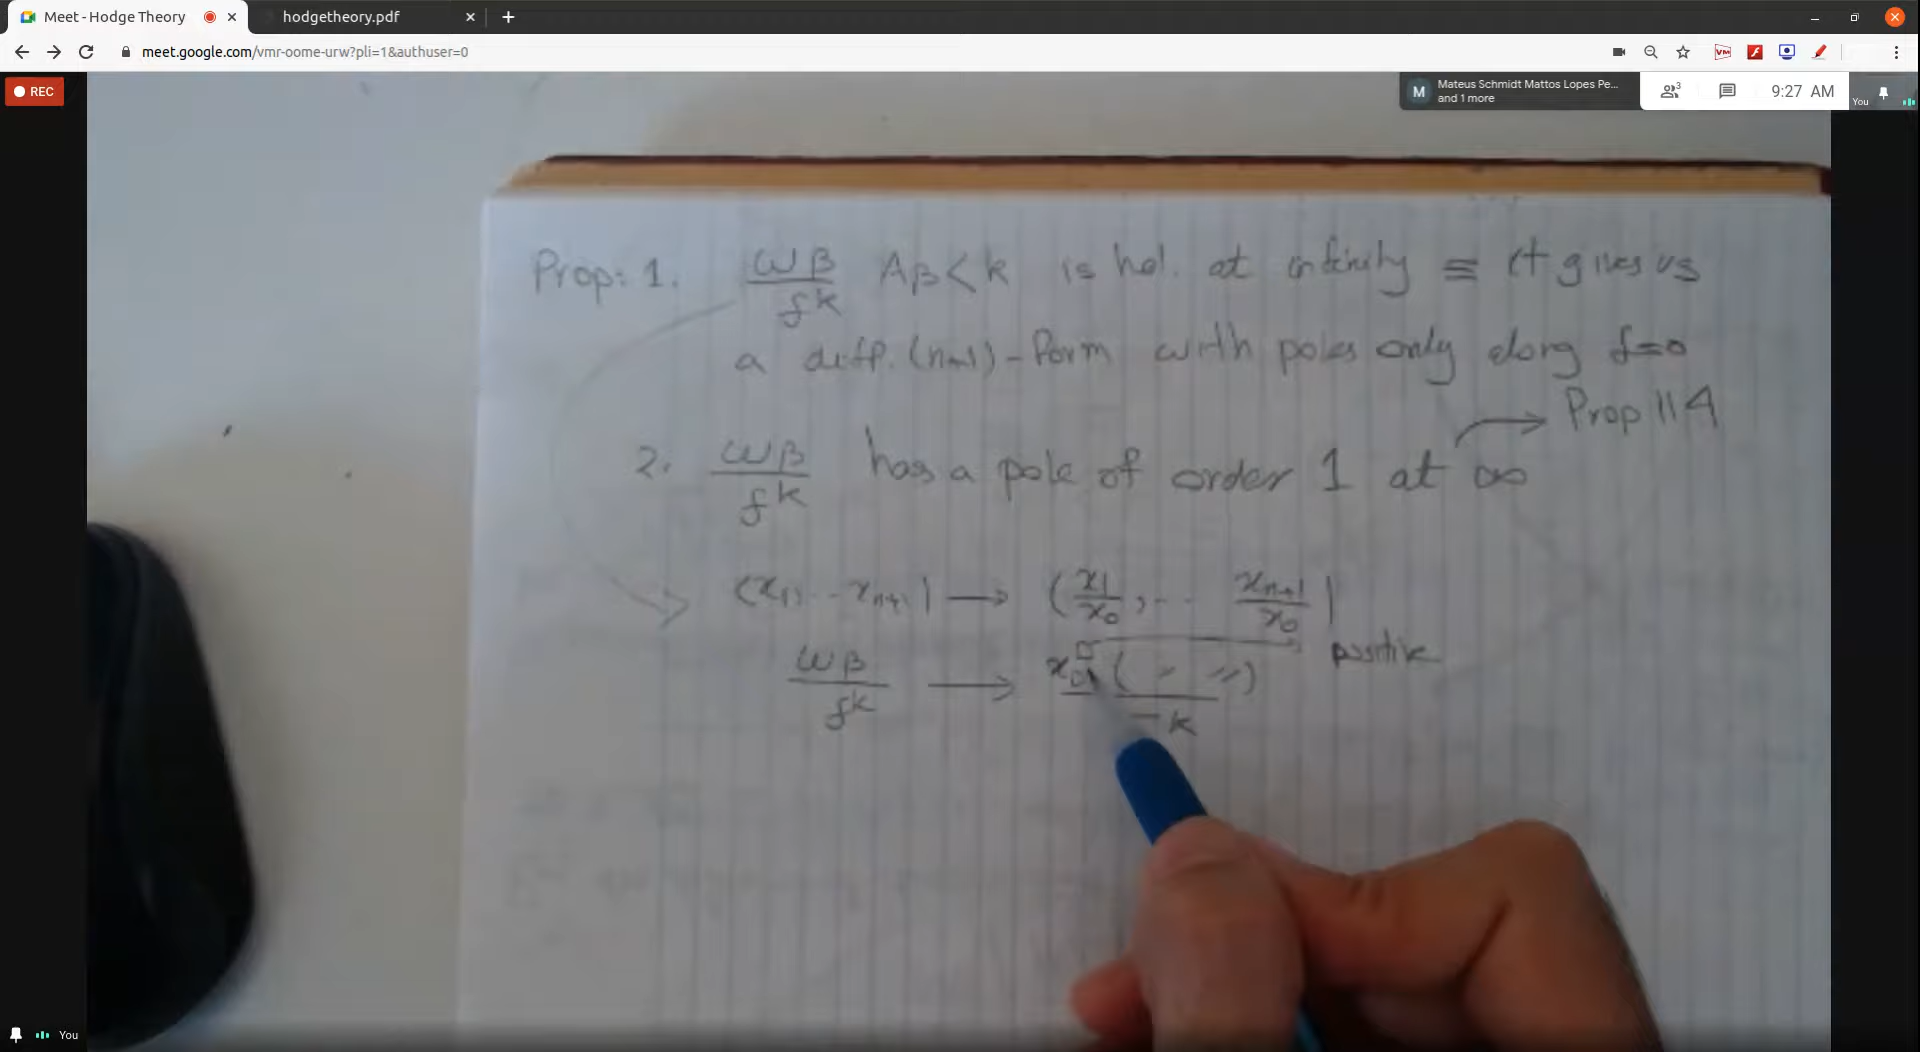 Meet - Hodge Theory
hodgetheory.pdf
meet.google.com/vmr-oome-urw?pli=1&authuser=0
REC
M Mateus Schmidt Mattos Lopes Pe...
and 1 more
3
9:27 AM
You
Prop: 1. ωβ/f^k Aβ<k is hol. at infinity ≡ it gives us
a diff. (n+1)-form with poles only along f=0
Prop 11.4
2. ωβ/f^k has a pole of order 1 at ∞
(x1, .. xn+1) → (x1/x0, .. xn+1/x0)
positive
ωβ/f^k → x0 ( )/ k
You